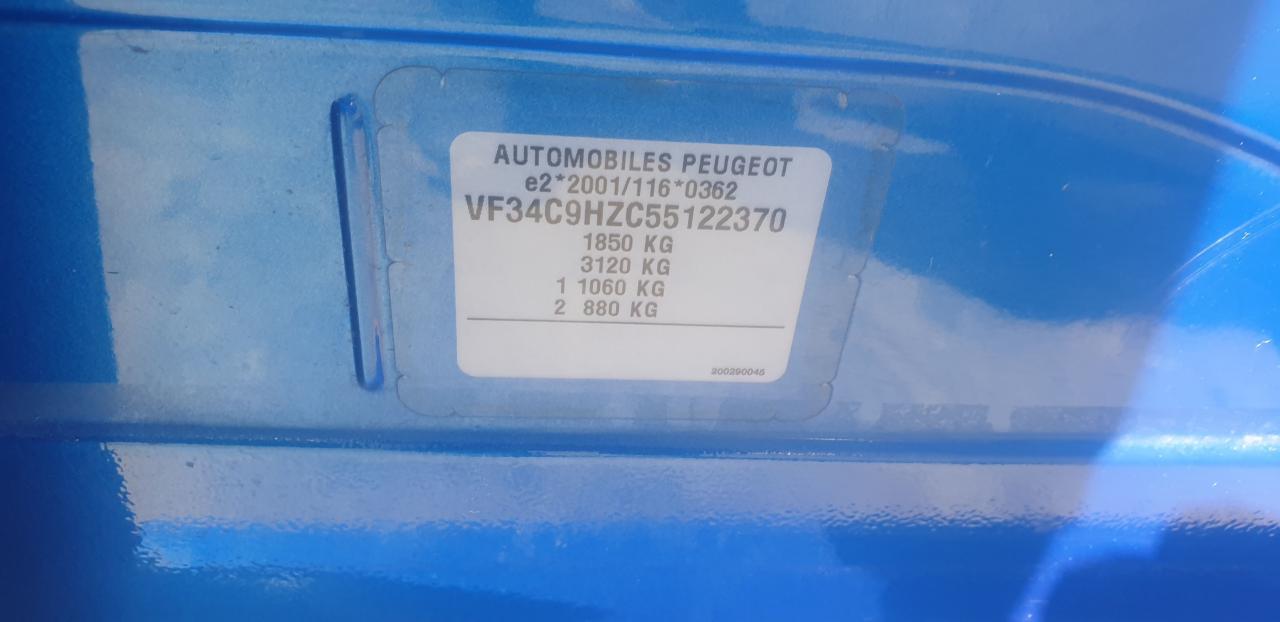 AUTOMOBILES PEUGEOT
e2*2001/116*0362
VF34C9HZC55122370
1850 KG
3120 KG
1 1060 KG
2 880 KG
200290045